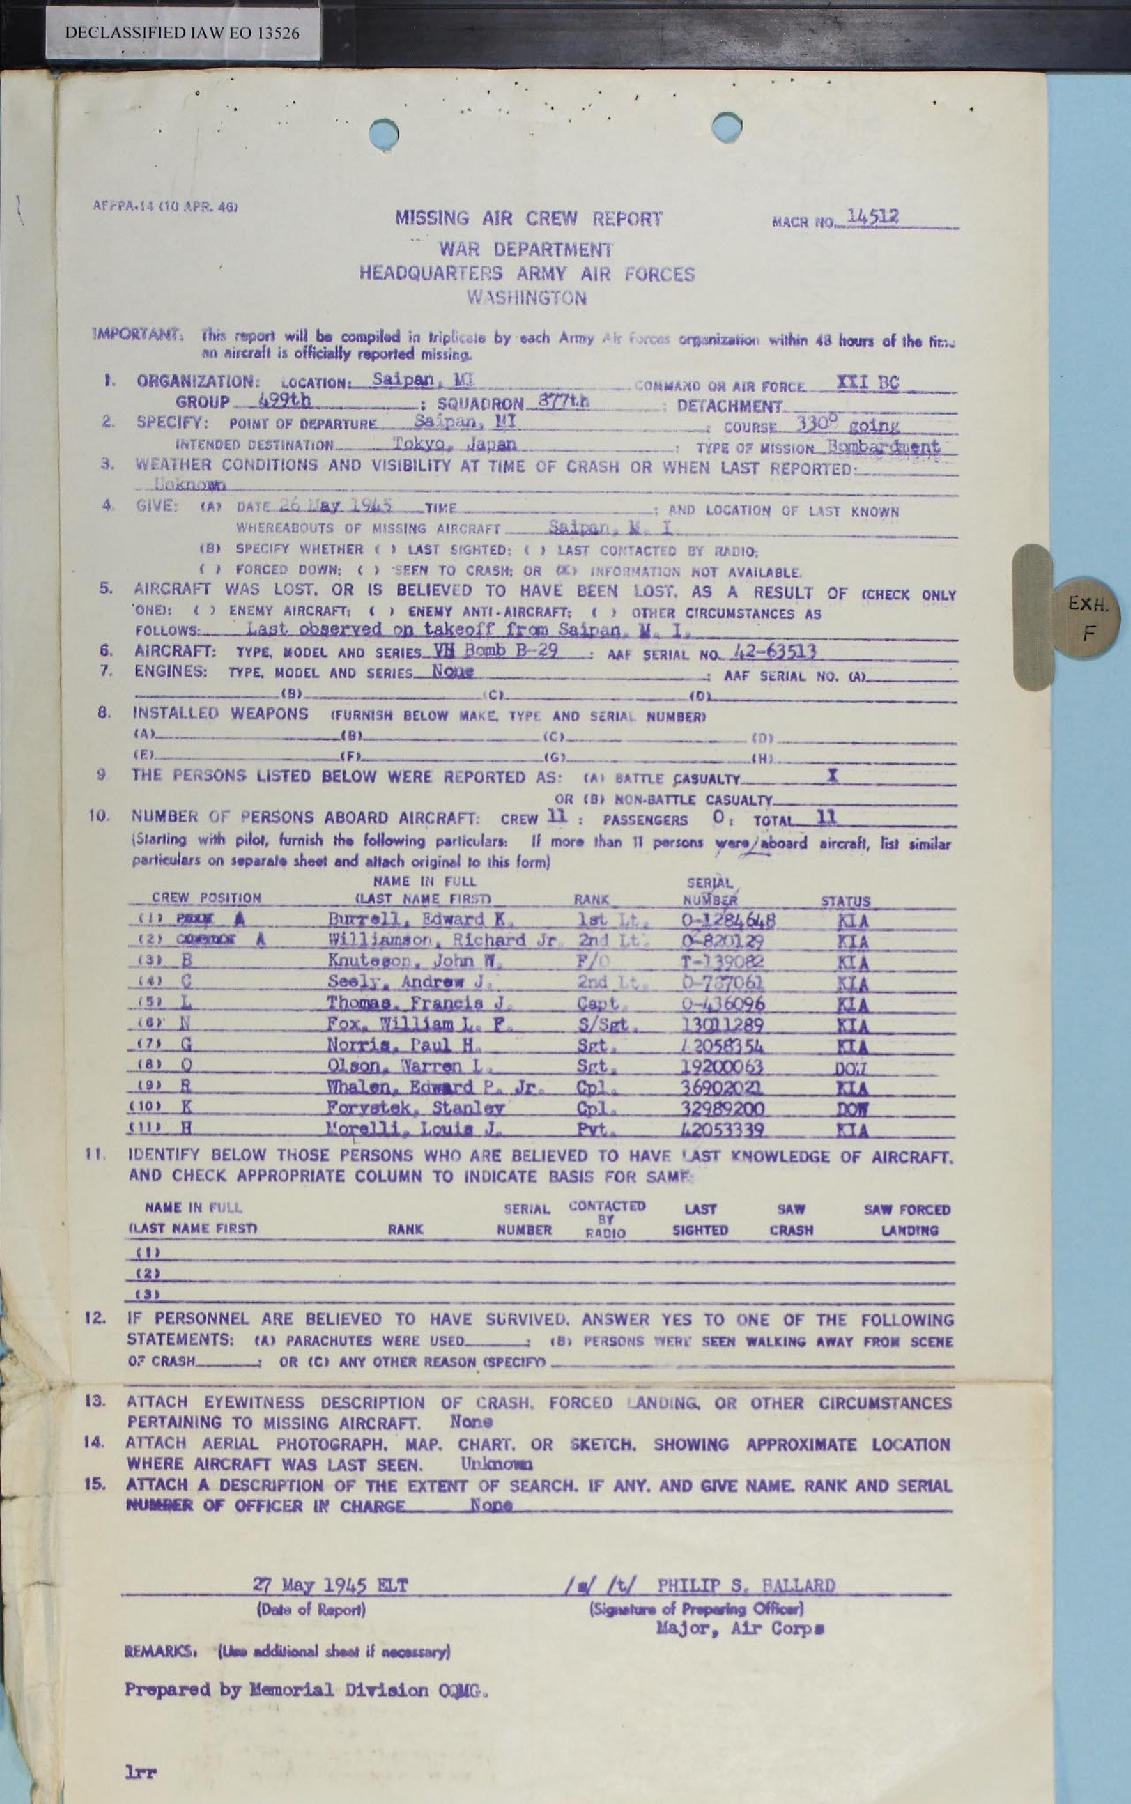 DECLASSIFIED IAW EO 13526
AFPPA-14 (10 APR. 46)
MISSING AIR CREW REPORT
MACR NO. 14512
WAR DEPARTMENT
HEADQUARTERS ARMY AIR FORCES
WASHINGTON
IMPORTANT: This report will be compiled in triplicate by each Army Air Forces organization within 48 hours of the time
an aircraft is officially reported missing.
1. ORGANIZATION: LOCATION: Saipan, MI COMMAND OR AIR FORCE XXI BC
GROUP 499th ; SQUADRON 877th ; DETACHMENT
2. SPECIFY: POINT OF DEPARTURE Saipan, MI ; COURSE 330° going
INTENDED DESTINATION Tokyo, Japan ; TYPE OF MISSION Bombardment
3. WEATHER CONDITIONS AND VISIBILITY AT TIME OF CRASH OR WHEN LAST REPORTED:
Unknown
4. GIVE: (A) DATE 26 May 1945 TIME ; AND LOCATION OF LAST KNOWN
WHEREABOUTS OF MISSING AIRCRAFT Saipan, M. I.
(B) SPECIFY WHETHER ( ) LAST SIGHTED; ( ) LAST CONTACTED BY RADIO;
( ) FORCED DOWN; ( ) SEEN TO CRASH; OR (X) INFORMATION NOT AVAILABLE.
5. AIRCRAFT WAS LOST, OR IS BELIEVED TO HAVE BEEN LOST, AS A RESULT OF (CHECK ONLY
ONE): ( ) ENEMY AIRCRAFT; ( ) ENEMY ANTI-AIRCRAFT; ( ) OTHER CIRCUMSTANCES AS
FOLLOWS: Last observed on takeoff from Saipan, M. I.
6. AIRCRAFT: TYPE, MODEL AND SERIES VH Bomb B-29 ; AAF SERIAL NO. 42-63513
7. ENGINES: TYPE, MODEL AND SERIES None ; AAF SERIAL NO. (A)
(B) (C) (D)
8. INSTALLED WEAPONS (FURNISH BELOW MAKE, TYPE AND SERIAL NUMBER)
(A) (B) (C) (D)
(E) (F) (G) (H)
9 THE PERSONS LISTED BELOW WERE REPORTED AS: (A) BATTLE CASUALTY X
OR (B) NON-BATTLE CASUALTY
10. NUMBER OF PERSONS ABOARD AIRCRAFT: CREW 11 ; PASSENGERS 0; TOTAL 11
(Starting with pilot, furnish the following particulars: If more than 11 persons were/aboard aircraft, list similar
particulars on separate sheet and attach original to this form)
NAME IN FULL SERIAL
CREW POSITION (LAST NAME FIRST) RANK NUMBER STATUS
(1) A Burrell, Edward K. 1st Lt. O-1284648 KIA
(2) A Williamson, Richard Jr. 2nd Lt. O-820129 KIA
(3) B Knuteson, John W. F/O T-139082 KIA
(4) C Seely, Andrew J. 2nd Lt. KIA
(5) L Thomas, Francis J. Capt. O-436096 KIA
(6) N Fox, William L. F. S/Sgt. 13011289 KIA
(7) G Norris, Paul H. Sgt. 42058354 KIA
(8) O Olson, Warren L. Sgt. 19200063 DOW
(9) R Whalen, Edward P. Jr. Cpl. 36902021 KIA
(10) K Forystek, Stanley Cpl. 32989200 DOW
(11) H Morelli, Louis J. Pvt. 42053339 KIA
11. IDENTIFY BELOW THOSE PERSONS WHO ARE BELIEVED TO HAVE LAST KNOWLEDGE OF AIRCRAFT,
AND CHECK APPROPRIATE COLUMN TO INDICATE BASIS FOR SAME:
NAME IN FULL SERIAL CONTACTED LAST SAW SAW FORCED
BY
(LAST NAME FIRST) RANK NUMBER RADIO SIGHTED CRASH LANDING
(1)
(2)
(3)
12. IF PERSONNEL ARE BELIEVED TO HAVE SURVIVED, ANSWER YES TO ONE OF THE FOLLOWING
STATEMENTS: (A) PARACHUTES WERE USED ; (B) PERSONS WERE SEEN WALKING AWAY FROM SCENE
OF CRASH ; OR (C) ANY OTHER REASON (SPECIFY)
13. ATTACH EYEWITNESS DESCRIPTION OF CRASH, FORCED LANDING, OR OTHER CIRCUMSTANCES
PERTAINING TO MISSING AIRCRAFT. None
14. ATTACH AERIAL PHOTOGRAPH, MAP, CHART, OR SKETCH, SHOWING APPROXIMATE LOCATION
WHERE AIRCRAFT WAS LAST SEEN. Unknown
15. ATTACH A DESCRIPTION OF THE EXTENT OF SEARCH, IF ANY, AND GIVE NAME, RANK AND SERIAL
NUMBER OF OFFICER IN CHARGE None
27 May 1945 ELT /s/ /t/ PHILIP S. BALLARD
(Date of Report) (Signature of Preparing Officer)
Major, Air Corps
REMARKS: (Use additional sheet if necessary)
Prepared by Memorial Division OQMG.
lrr
EXH.
F